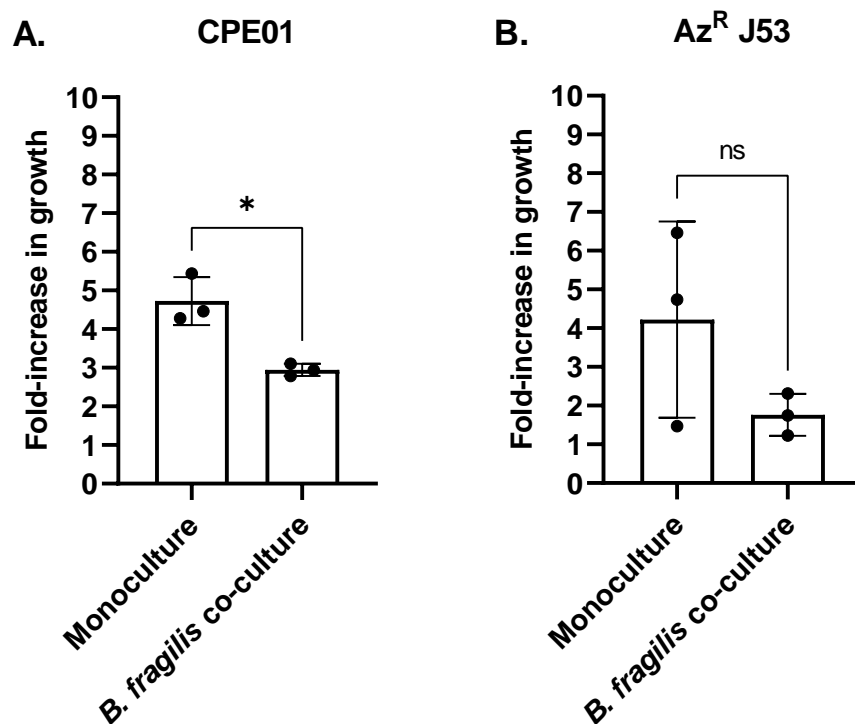 A. CPE01
Fold-increase in growth
10
9
8
7
6
5
4
3
2
1
0
*
Monoculture
B. fragilis co-culture
B. Az^R J53
Fold-increase in growth
10
9
8
7
6
5
4
3
2
1
0
ns
Monoculture
B. fragilis co-culture